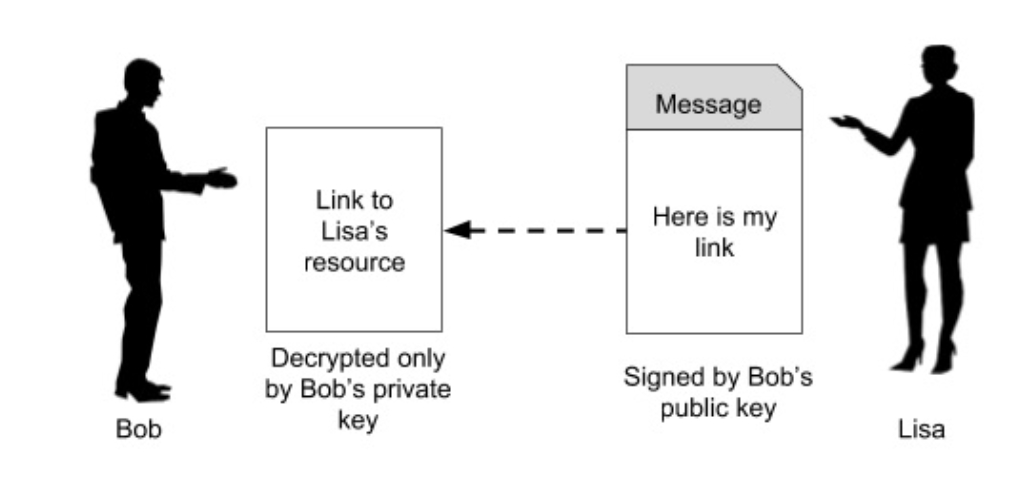 Message
Link to
Lisa's
resource
Here is my
link
Decrypted only
by Bob's private
key
Signed by Bob's
public key
Bob
Lisa